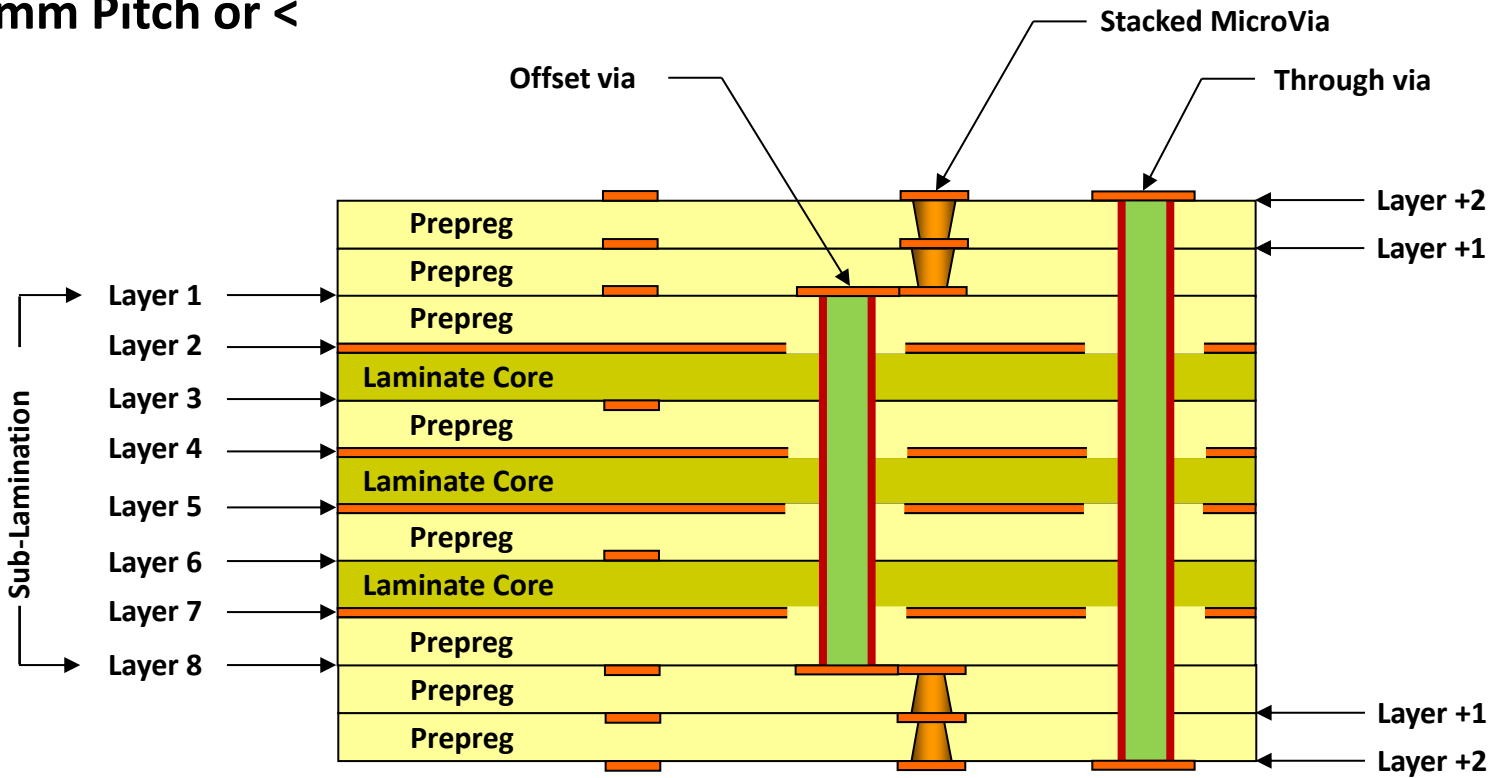 mm Pitch or <
Stacked MicroVia
Offset via
Through via
Layer +2
Prepreg
Layer +1
Prepreg
Layer 1
Prepreg
Layer 2
Laminate Core
Layer 3
Prepreg
Layer 4
Laminate Core
Layer 5
Prepreg
Layer 6
Laminate Core
Layer 7
Prepreg
Layer 8
Sub-Lamination
Prepreg
Layer +1
Prepreg
Layer +2